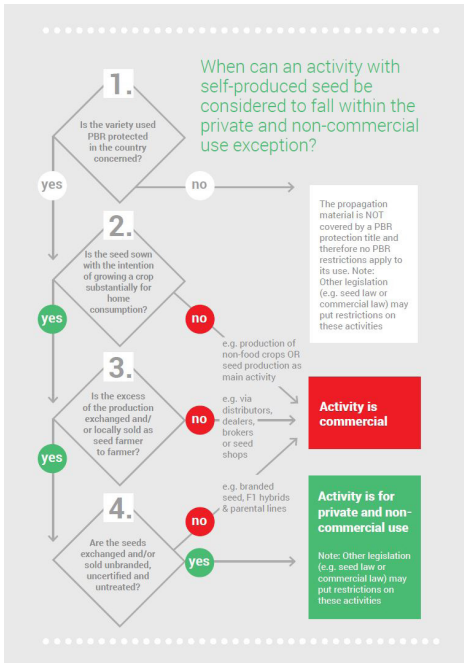 When can an activity with
self-produced seed be
considered to fall within the
private and non-commercial
use exception?
1.
Is the variety used
PBR protected
in the country
concerned?
yes
no
The propagation
material is NOT
covered by a PBR
protection title and
therefore no PBR
restrictions apply to
its use. Note:
Other legislation
(e.g. seed law or
commercial law) may
put restrictions on
these activities
2.
Is the seed sown
with the intention
of growing a crop
substantially for
home
consumption?
yes
no
e.g. production of
non-food crops OR
seed production as
main activity
3.
Is the excess
of the production
exchanged and/
or locally sold as
seed farmer
to farmer?
yes
no
e.g. via
distributors,
dealers,
brokers
or seed
shops
Activity is
commercial
4.
Are the seeds
exchanged and/or
sold unbranded,
uncertified and
untreated?
no
e.g. branded
seed, F1 hybrids
& parental lines
yes
Activity is for
private and non-
commercial use
Note: Other legislation
(e.g. seed law or
commercial law) may
put restrictions on
these activities